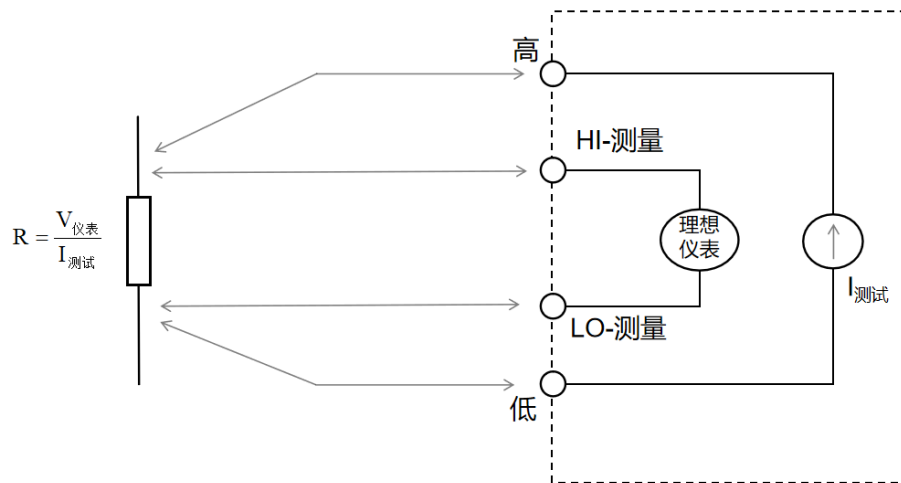 高
HI-测量
理想
仪表
R = V仪表 / I测试
I测试
LO-测量
低